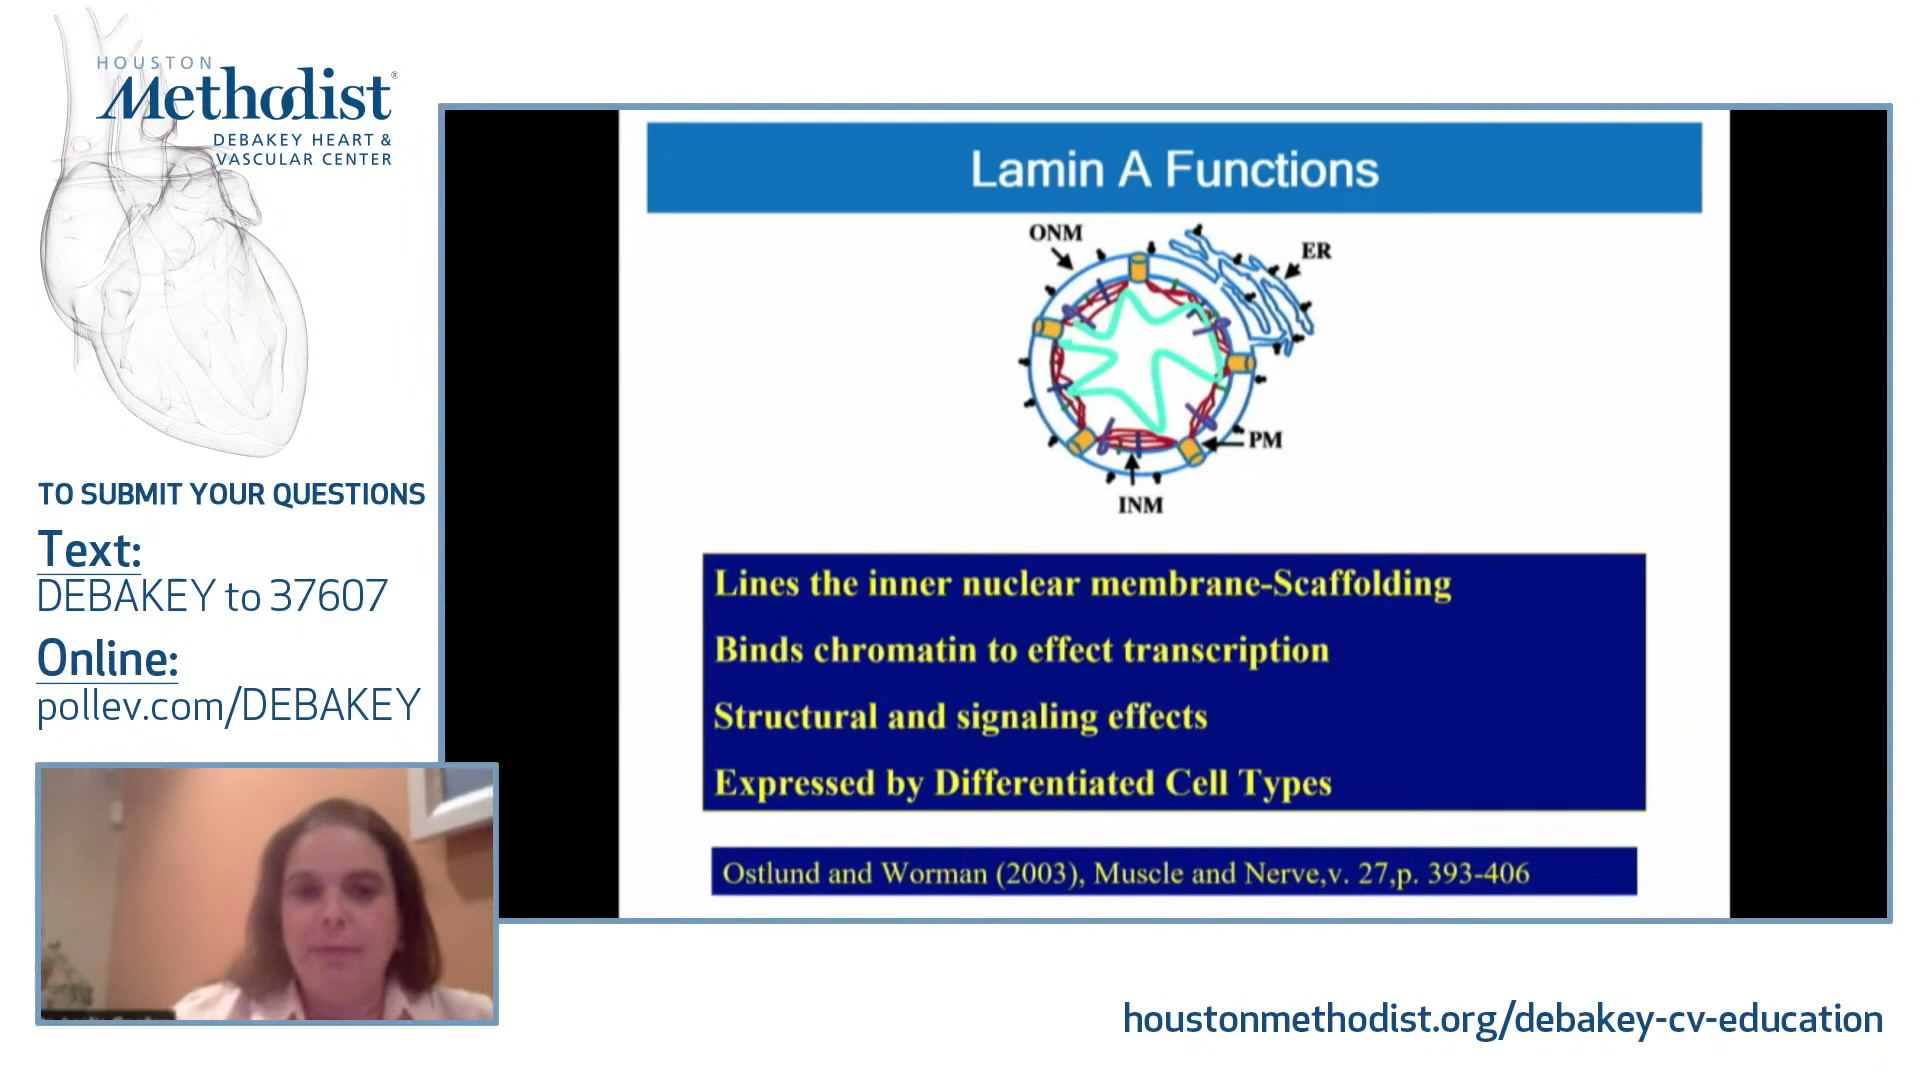 HOUSTON
Methodist®
DEBAKEY HEART &
VASCULAR CENTER
TO SUBMIT YOUR QUESTIONS
Text:
DEBAKEY to 37607
Online:
pollev.com/DEBAKEY
Lamin A Functions
ONM
ER
PM
INM
Lines the inner nuclear membrane-Scaffolding
Binds chromatin to effect transcription
Structural and signaling effects
Expressed by Differentiated Cell Types
Ostlund and Worman (2003), Muscle and Nerve,v. 27,p. 393-406
houstonmethodist.org/debakey-cv-education